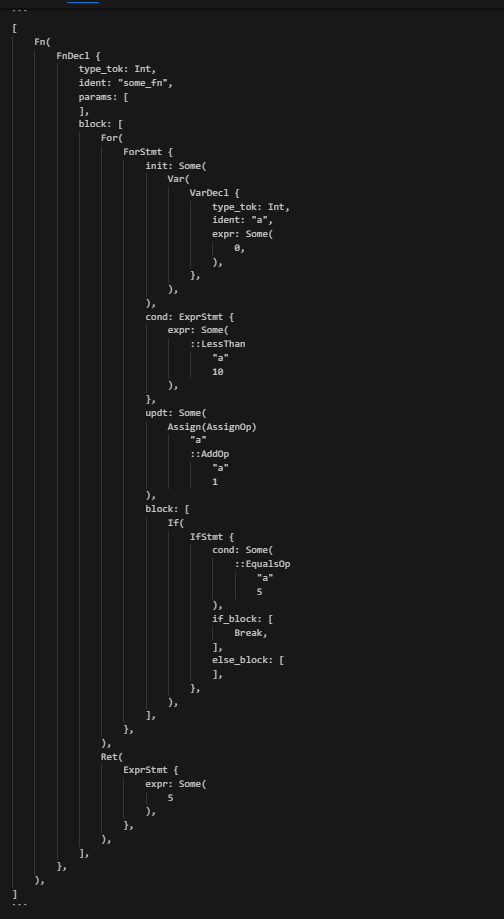 ```
[
    Fn(
        FnDecl {
            type_tok: Int,
            ident: "some_fn",
            params: [
            ],
            block: [
                For(
                    ForStmt {
                        init: Some(
                            Var(
                                VarDecl {
                                    type_tok: Int,
                                    ident: "a",
                                    expr: Some(
                                        0,
                                    ),
                                },
                            ),
                        ),
                        cond: ExprStmt {
                            expr: Some(
                                ::LessThan
                                    "a"
                                    10
                            ),
                        },
                        updt: Some(
                            Assign(AssignOp)
                                "a"
                                ::AddOp
                                    "a"
                                    1
                        ),
                        block: [
                            If(
                                IfStmt {
                                    cond: Some(
                                        ::EqualsOp
                                            "a"
                                            5
                                    ),
                                    if_block: [
                                        Break,
                                    ],
                                    else_block: [
                                    ],
                                },
                            ),
                        ],
                    },
                ),
                Ret(
                    ExprStmt {
                        expr: Some(
                            5
                        ),
                    },
                ),
            ],
        },
    ),
]
```